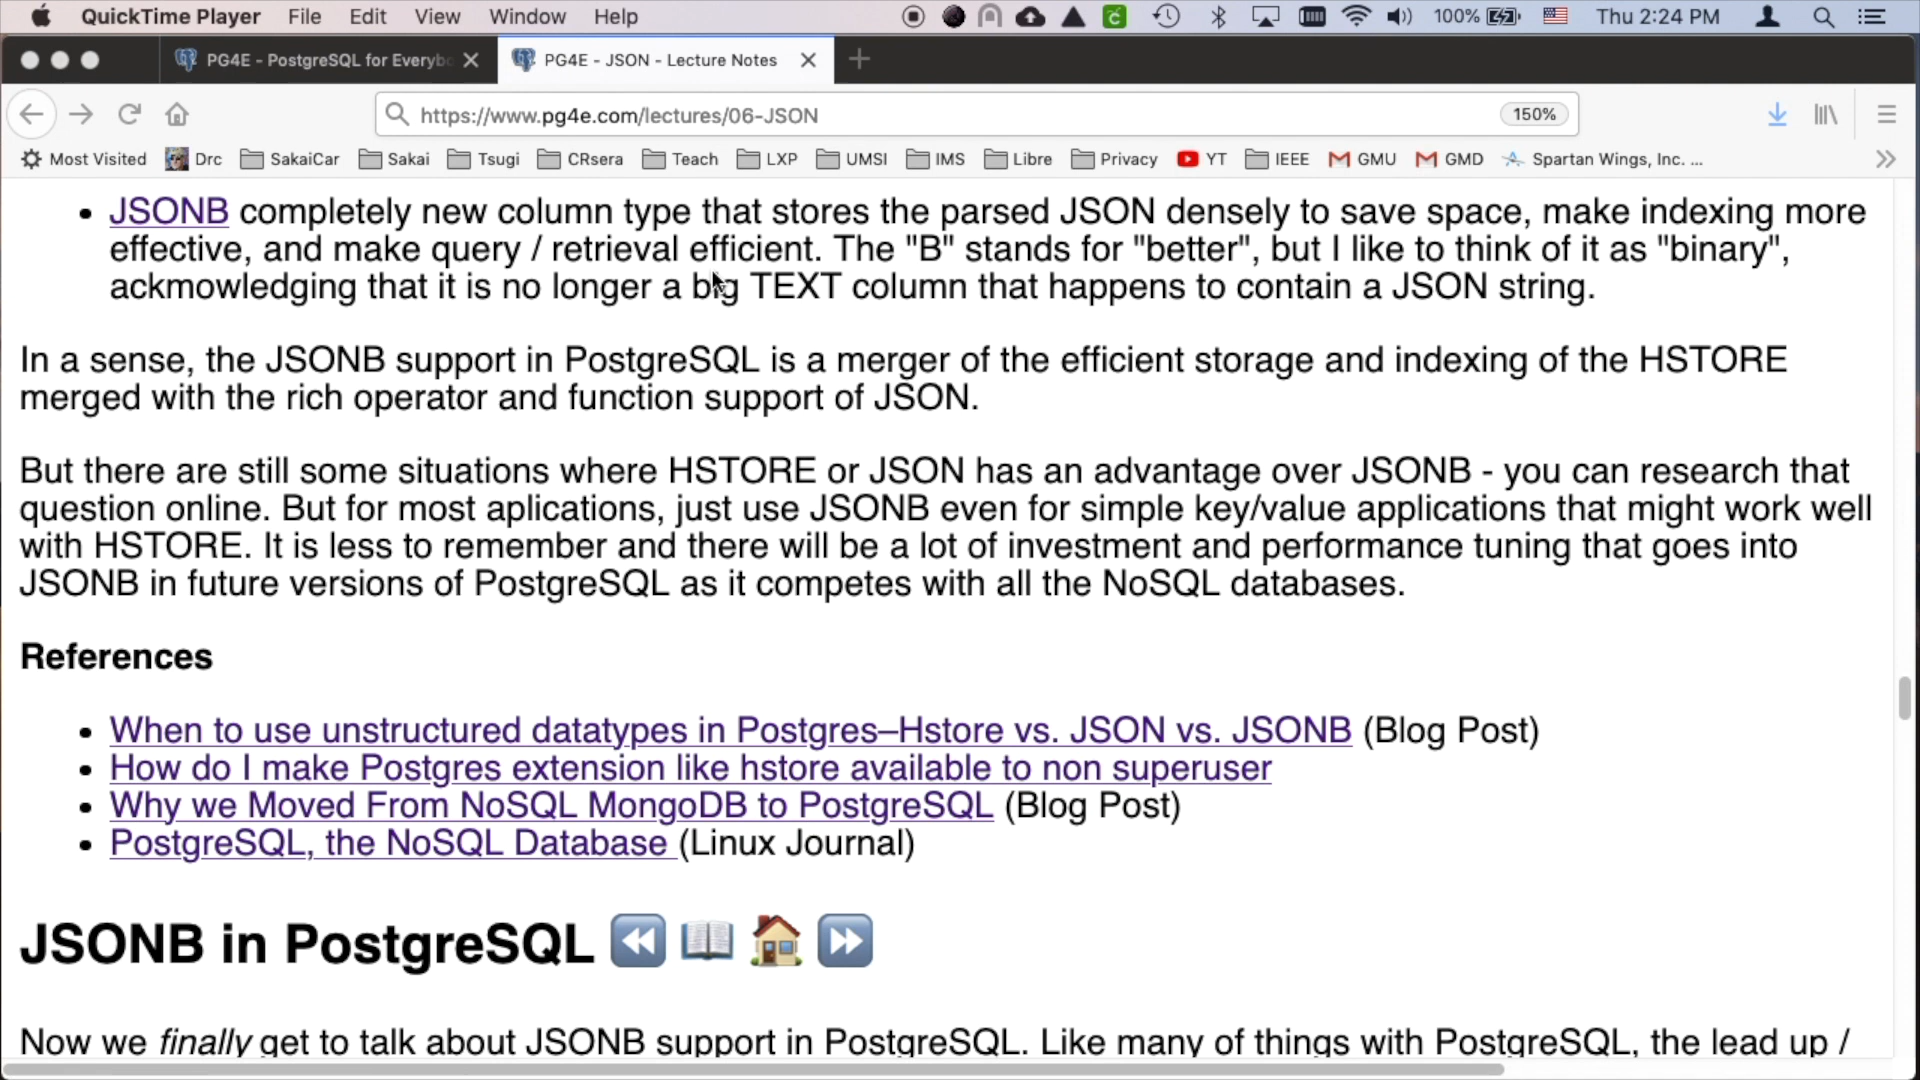 QuickTime Player File Edit View Window Help 100% Thu 2:24 PM
PG4E - PostgreSQL for Everybo PG4E - JSON - Lecture Notes
https://www.pg4e.com/lectures/06-JSON 150%
Most Visited Drc SakaiCar Sakai Tsugi CRsera Teach LXP UMSI IMS Libre Privacy YT IEEE GMU GMD Spartan Wings, Inc. ...
JSONB completely new column type that stores the parsed JSON densely to save space, make indexing more
effective, and make query / retrieval efficient. The "B" stands for "better", but I like to think of it as "binary",
ackmowledging that it is no longer a big TEXT column that happens to contain a JSON string.
In a sense, the JSONB support in PostgreSQL is a merger of the efficient storage and indexing of the HSTORE
merged with the rich operator and function support of JSON.
But there are still some situations where HSTORE or JSON has an advantage over JSONB - you can research that
question online. But for most aplications, just use JSONB even for simple key/value applications that might work well
with HSTORE. It is less to remember and there will be a lot of investment and performance tuning that goes into
JSONB in future versions of PostgreSQL as it competes with all the NoSQL databases.
References
When to use unstructured datatypes in Postgres–Hstore vs. JSON vs. JSONB (Blog Post)
How do I make Postgres extension like hstore available to non superuser
Why we Moved From NoSQL MongoDB to PostgreSQL (Blog Post)
PostgreSQL, the NoSQL Database (Linux Journal)
JSONB in PostgreSQL
Now we finally get to talk about JSONB support in PostgreSQL. Like many of things with PostgreSQL, the lead up /